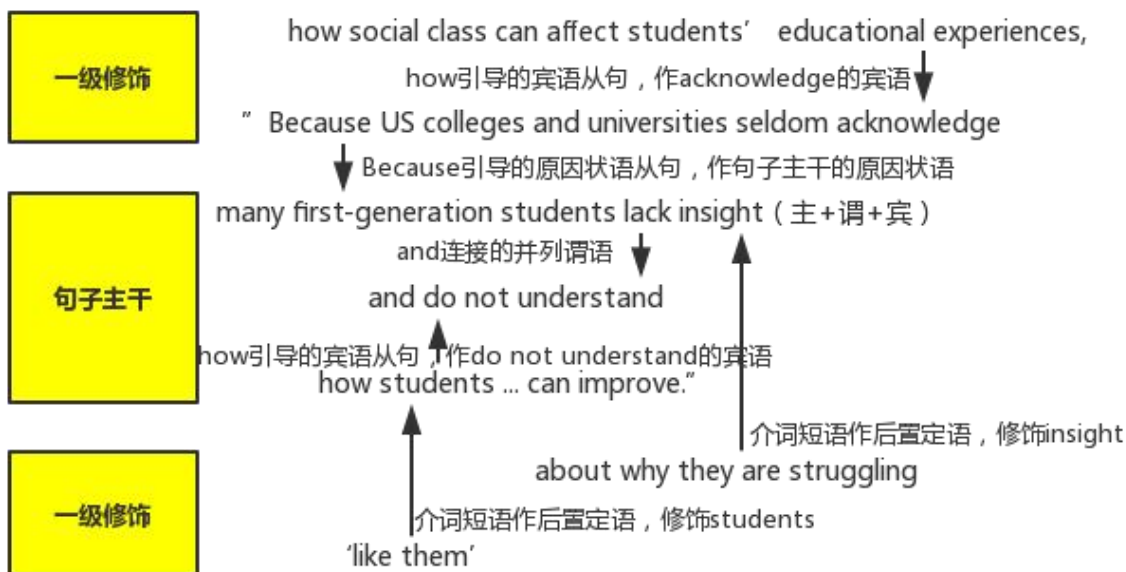 how social class can affect students’ educational experiences,
一级修饰
how引导的宾语从句，作acknowledge的宾语
”Because US colleges and universities seldom acknowledge
Because引导的原因状语从句，作句子主干的原因状语
many first-generation students lack insight（主+谓+宾）
and连接的并列谓语
句子主干
and do not understand
how引导的宾语从句，作do not understand的宾语
how students ... can improve.”
介词短语作后置定语，修饰insight
about why they are struggling
一级修饰
介词短语作后置定语，修饰students
‘like them’